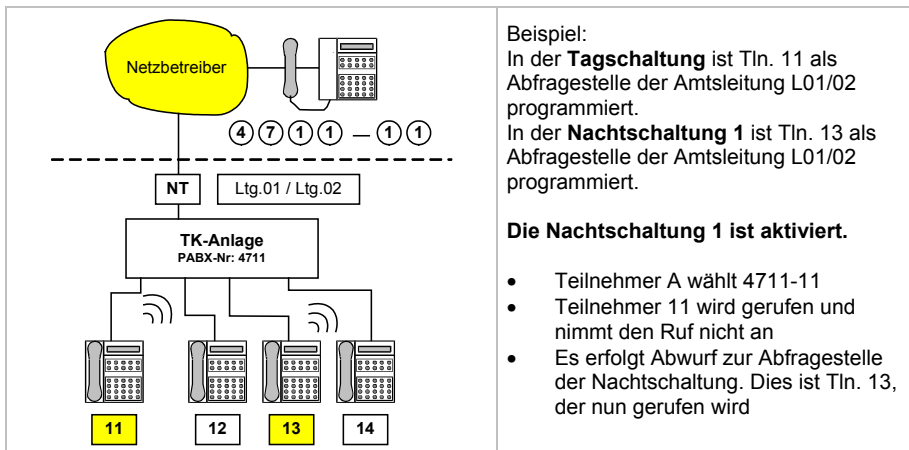 Netzbetreiber
4 7 1 1 – 1 1
NT
Ltg.01 / Ltg.02
TK-Anlage
PABX-Nr: 4711
11
12
13
14
Beispiel:
In der Tagschaltung ist Tln. 11 als
Abfragestelle der Amtsleitung L01/02
programmiert.
In der Nachtschaltung 1 ist Tln. 13 als
Abfragestelle der Amtsleitung L01/02
programmiert.
Die Nachtschaltung 1 ist aktiviert.
• Teilnehmer A wählt 4711-11
• Teilnehmer 11 wird gerufen und
nimmt den Ruf nicht an
• Es erfolgt Abwurf zur Abfragestelle
der Nachtschaltung. Dies ist Tln. 13,
der nun gerufen wird